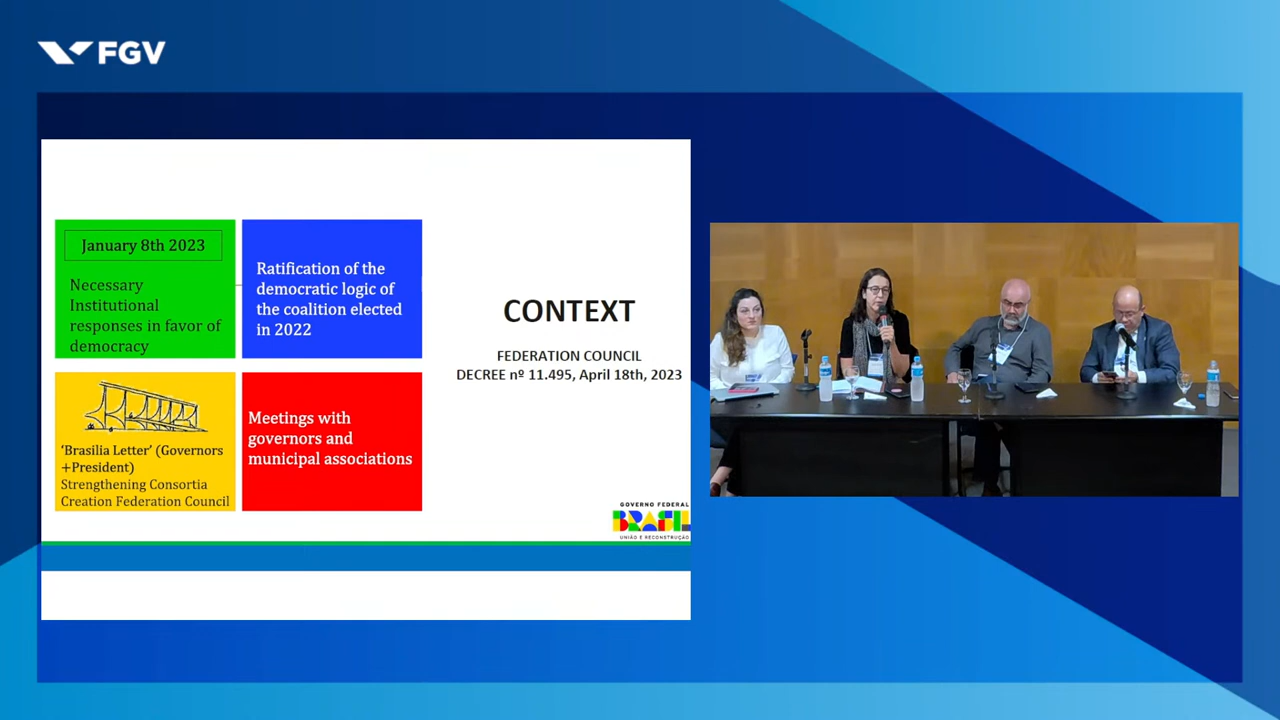 FGV
January 8th 2023
Necessary
Institutional
responses in favor of
democracy
Ratification of the
democratic logic of
the coalition elected
in 2022
'Brasilia Letter' (Governors
+President)
Strengthening Consortia
Creation Federation Council
Meetings with
governors and
municipal associations
CONTEXT
FEDERATION COUNCIL
DECREE nº 11.495, April 18th, 2023
GOVERNO FEDERAL
BRASIL
UNIÃO E RECONSTRUÇÃO